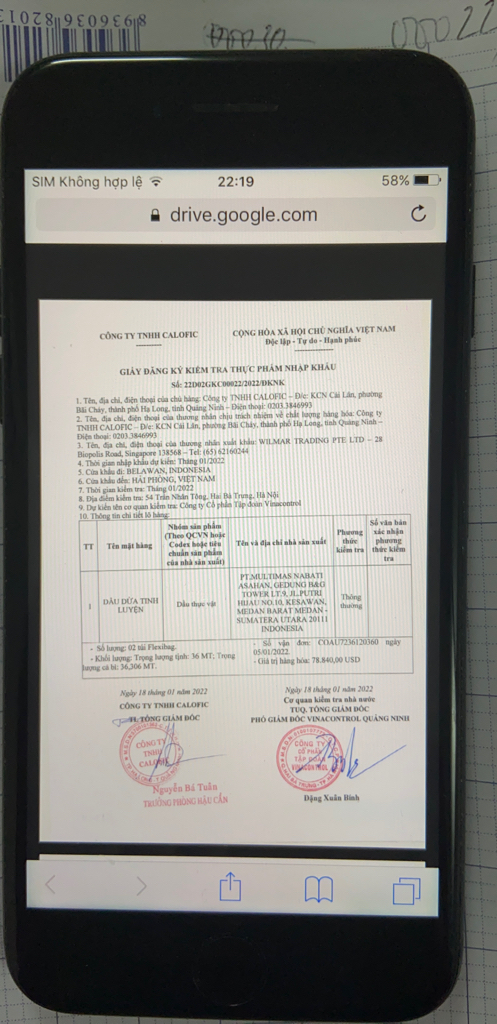 8936039820
0p0020
00p022
SIM Không hợp lệ
22:19
58%
drive.google.com
CÔNG TY TNHH CALOFIC
CỘNG HÒA XÃ HỘI CHỦ NGHĨA VIỆT NAM
Độc lập - Tự do - Hạnh phúc
GIẤY ĐĂNG KÝ KIỂM TRA THỰC PHẨM NHẬP KHẨU
Số: 22D02GKC00022/2022/ĐKNK
1. Tên, địa chỉ, điện thoại của chủ hàng: Công ty TNHH CALOFIC – Đ/c: KCN Cái Lân, phường
Bãi Cháy, thành phố Hạ Long, tỉnh Quảng Ninh – Điện thoại: 0203.3846993
2. Tên, địa chỉ, điện thoại của thương nhân chịu trách nhiệm về chất lượng hàng hóa: Công ty
TNHH CALOFIC – Đ/c: KCN Cái Lân, phường Bãi Cháy, thành phố Hạ Long, tỉnh Quảng Ninh –
Điện thoại: 0203.3846993
3. Tên, địa chỉ, điện thoại của thương nhân xuất khẩu: WILMAR TRADING PTE LTD – 28
Biopolis Road, Singapore 138568 – Tel: (65) 62160244
4. Thời gian nhập khẩu dự kiến: Tháng 01/2022
5. Cửa khẩu đi: BELAWAN, INDONESIA
6. Cửa khẩu đến: HẢI PHÒNG, VIỆT NAM
7. Thời gian kiểm tra: Tháng 01/2022
8. Địa điểm kiểm tra: 54 Trần Nhân Tông, Hai Bà Trưng, Hà Nội
9. Dự kiến tên cơ quan kiểm tra: Công ty Cổ phần Tập đoàn Vinacontrol
10. Thông tin chi tiết lô hàng:
TT
Tên mặt hàng
Nhóm sản phẩm
(Theo QCVN hoặc
Codex hoặc tiêu
chuẩn sản phẩm
của nhà sản xuất)
Tên và địa chỉ nhà sản xuất
Phương
thức
kiểm tra
Số văn bản
xác nhận
phương
thức kiểm
tra
1
DẦU DỪA TINH
LUYỆN
Dầu thực vật
PT.MULTIMAS NABATI
ASAHAN, GEDUNG B&G
TOWER LT.9, JL.PUTRI
HIJAU NO.10, KESAWAN,
MEDAN BARAT MEDAN -
SUMATERA UTARA 20111
INDONESIA
Thông
thường
- Số lượng: 02 túi Flexibag.
- Khối lượng: Trọng lượng tịnh: 36 MT; Trọng
lượng cả bì: 36,306 MT.
- Số vận đơn: COAU7236120360 ngày
05/01/2022.
- Giá trị hàng hóa: 78.840,00 USD
Ngày 18 tháng 01 năm 2022
CÔNG TY TNHH CALOFIC
TL TỔNG GIÁM ĐỐC
CÔNG TY
TNHH
CALOFIC
Nguyễn Bá Tuân
TRƯỞNG PHÒNG HẬU CẦN
Ngày 18 tháng 01 năm 2022
Cơ quan kiểm tra nhà nước
TUQ. TỔNG GIÁM ĐỐC
PHÓ GIÁM ĐỐC VINACONTROL QUẢNG NINH
CÔNG TY
CỔ PHẦN
TẬP ĐOÀN
VINACONTROL
Đặng Xuân Bình